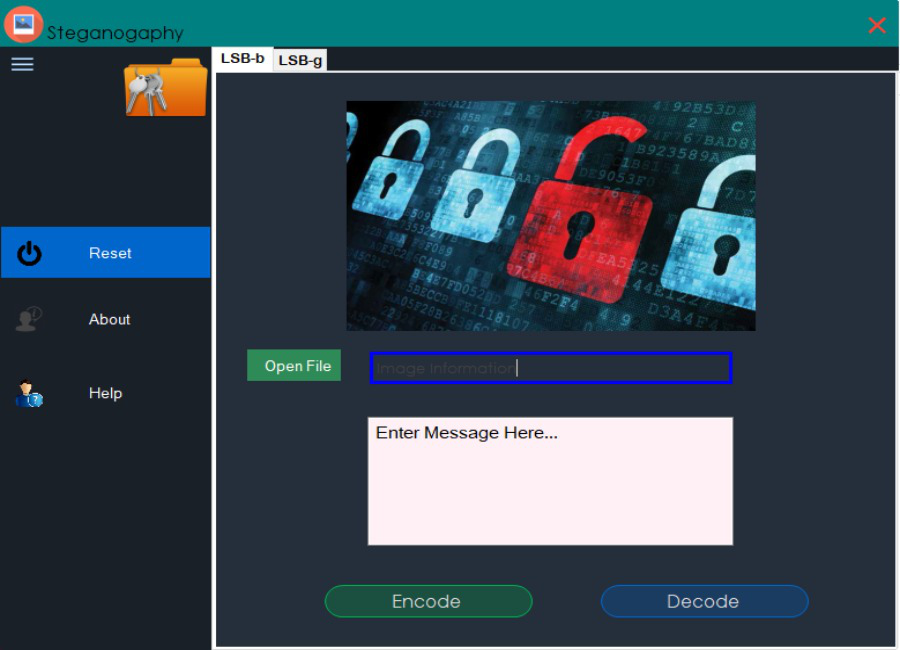 Steganogaphy
LSB-b
LSB-g
Reset
About
Help
Open File
Image information
Enter Message Here...
Encode
Decode